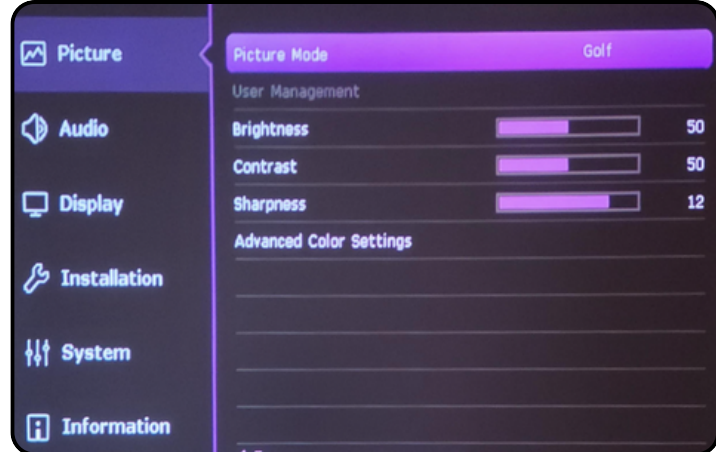 Picture
Audio
Display
Installation
System
Information
Picture Mode Golf
User Management
Brightness 50
Contrast 50
Sharpness 12
Advanced Color Settings